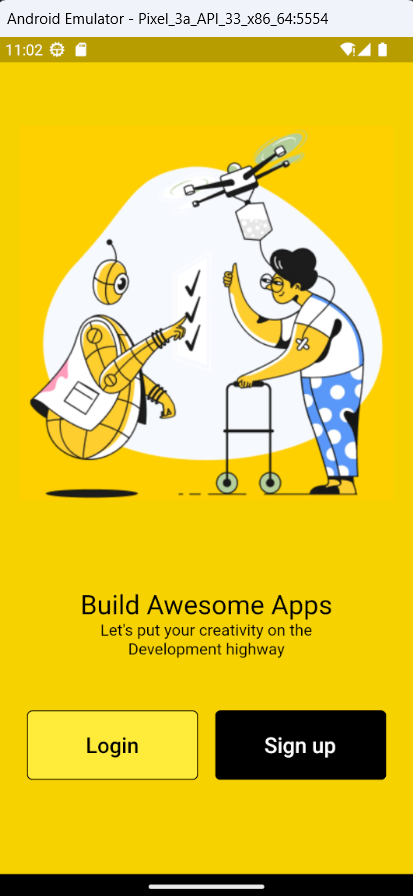 Android Emulator - Pixel_3a_API_33_x86_64:5554
11:02
Build Awesome Apps
Let's put your creativity on the
Development highway
Login
Sign up